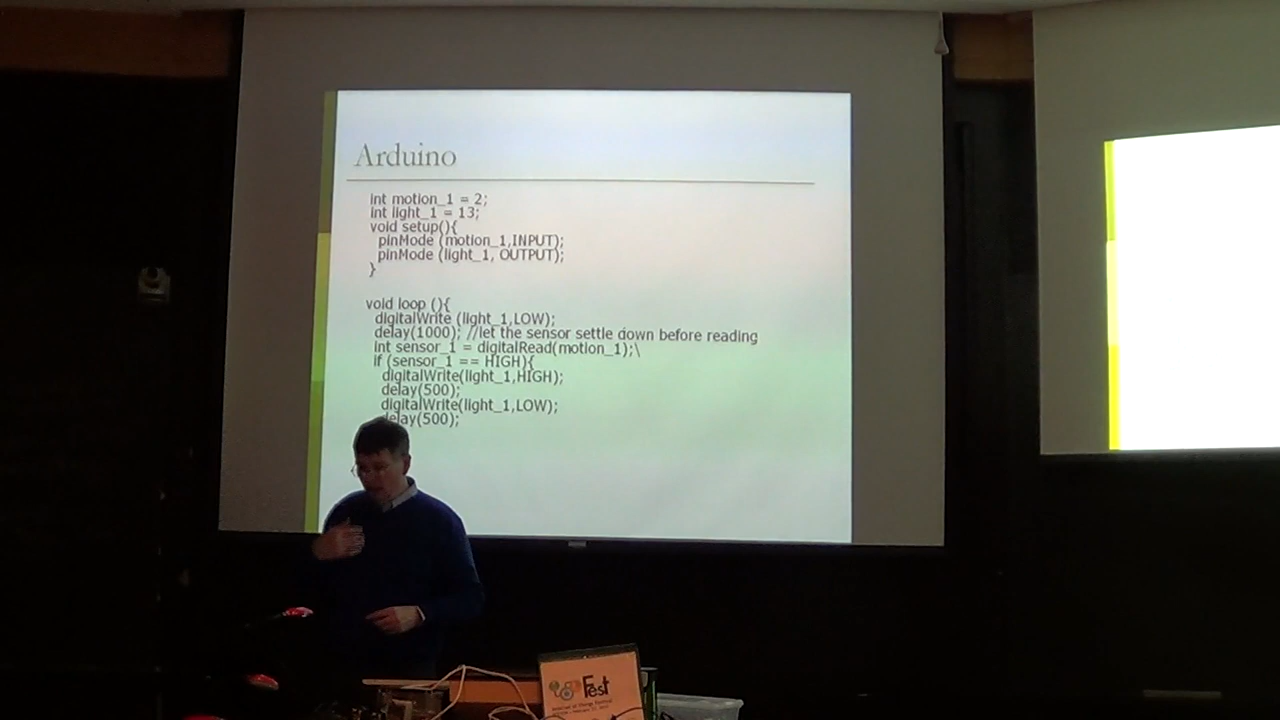 Arduino
int motion_1 = 2;
int light_1 = 13;
void setup(){
pinMode (motion_1,INPUT);
pinMode (light_1, OUTPUT);
}
void loop (){
digitalWrite (light_1,LOW);
delay(1000); //let the sensor settle down before reading
int sensor_1 = digitalRead(motion_1);\
if (sensor_1 == HIGH){
digitalWrite(light_1,HIGH);
delay(500);
digitalWrite(light_1,LOW);
delay(500);
Fest